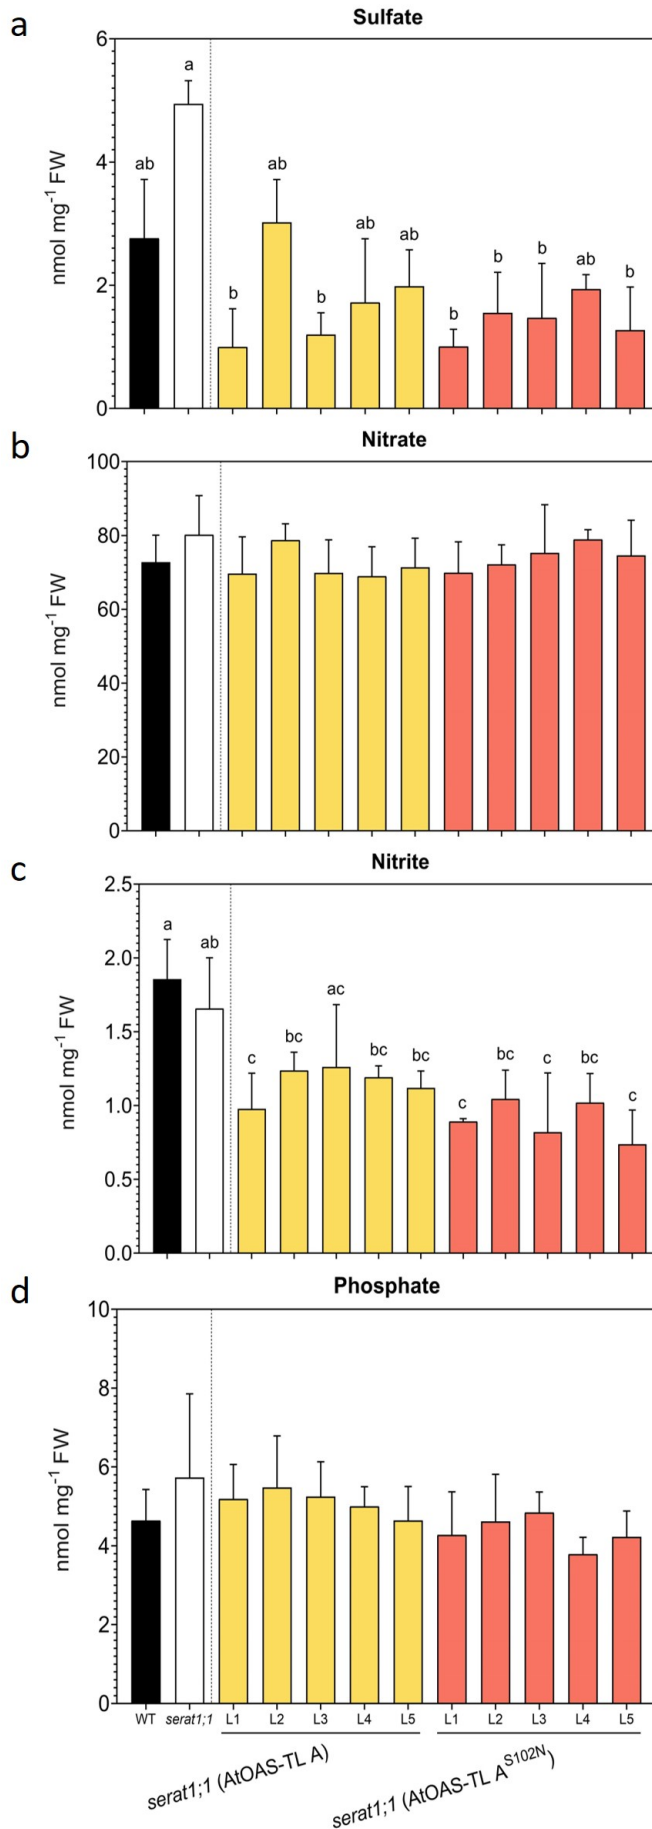 a
Sulfate
nmol mg⁻¹ FW
6
4
2
0
ab
a
b
ab
b
ab
ab
b
b
b
ab
b
b
Nitrate
nmol mg⁻¹ FW
100
80
60
40
20
0
c
Nitrite
nmol mg⁻¹ FW
2.5
2.0
1.5
1.0
0.5
0.0
a
ab
c
bc
ac
bc
bc
c
bc
c
bc
c
d
Phosphate
nmol mg⁻¹ FW
10
8
6
4
2
0
WT serat1;1 L1 L2 L3 L4 L5 L1 L2 L3 L4 L5
serat1;1 (AtOAS-TL A)
serat1;1 (AtOAS-TL A^S102N)